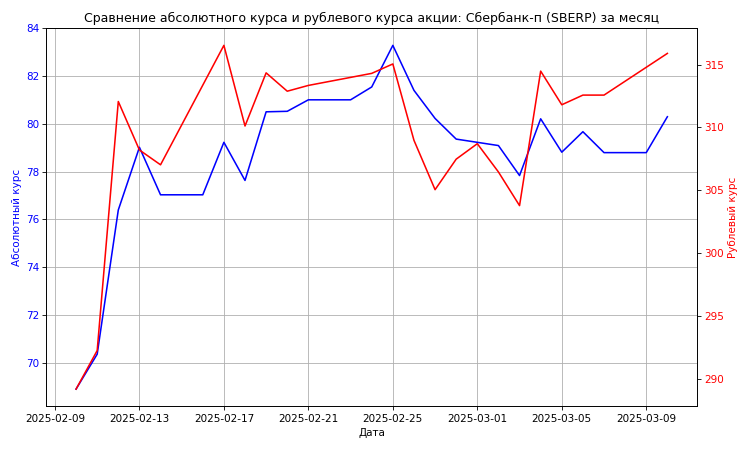 Сравнение абсолютного курса и рублевого курса акции: Сбербанк-п (SBERP) за месяц
84
82
80
78
76
74
72
70
Абсолютный курс
315
310
305
300
295
290
Рублевый курс
2025-02-09 2025-02-13 2025-02-17 2025-02-21 2025-02-25 2025-03-01 2025-03-05 2025-03-09
Дата